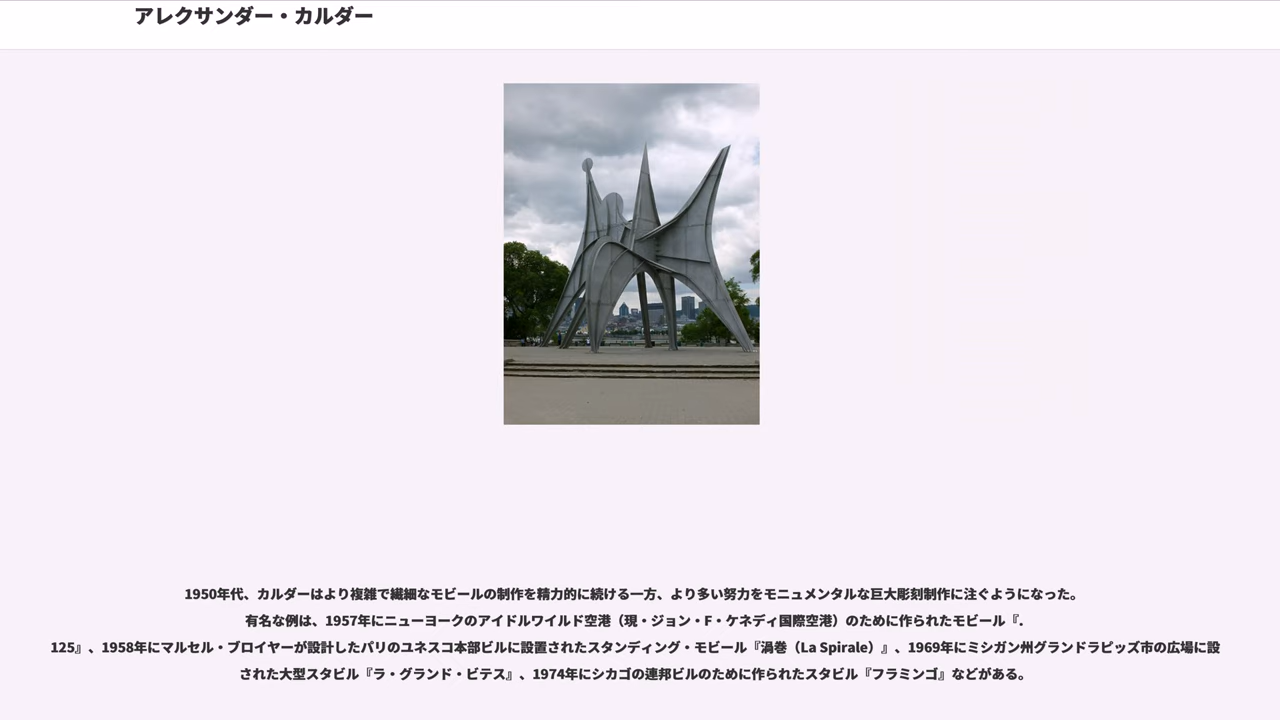 アレクサンダー・カルダー
1950年代、カルダーはより複雑で繊細なモビールの制作を精力的に続ける一方、より多い努力をモニュメンタルな巨大彫刻制作に注ぐようになった。
有名な例は、1957年にニューヨークのアイドルワイルド空港（現・ジョン・F・ケネディ国際空港）のために作られたモビール『.
125』、1958年にマルセル・ブロイヤーが設計したパリのユネスコ本部ビルに設置されたスタンディング・モビール『渦巻（La Spirale）』、1969年にミシガン州グランドラピッズ市の広場に設
された大型スタビル『ラ・グランド・ビテス』、1974年にシカゴの連邦ビルのために作られたスタビル『フラミンゴ』などがある。